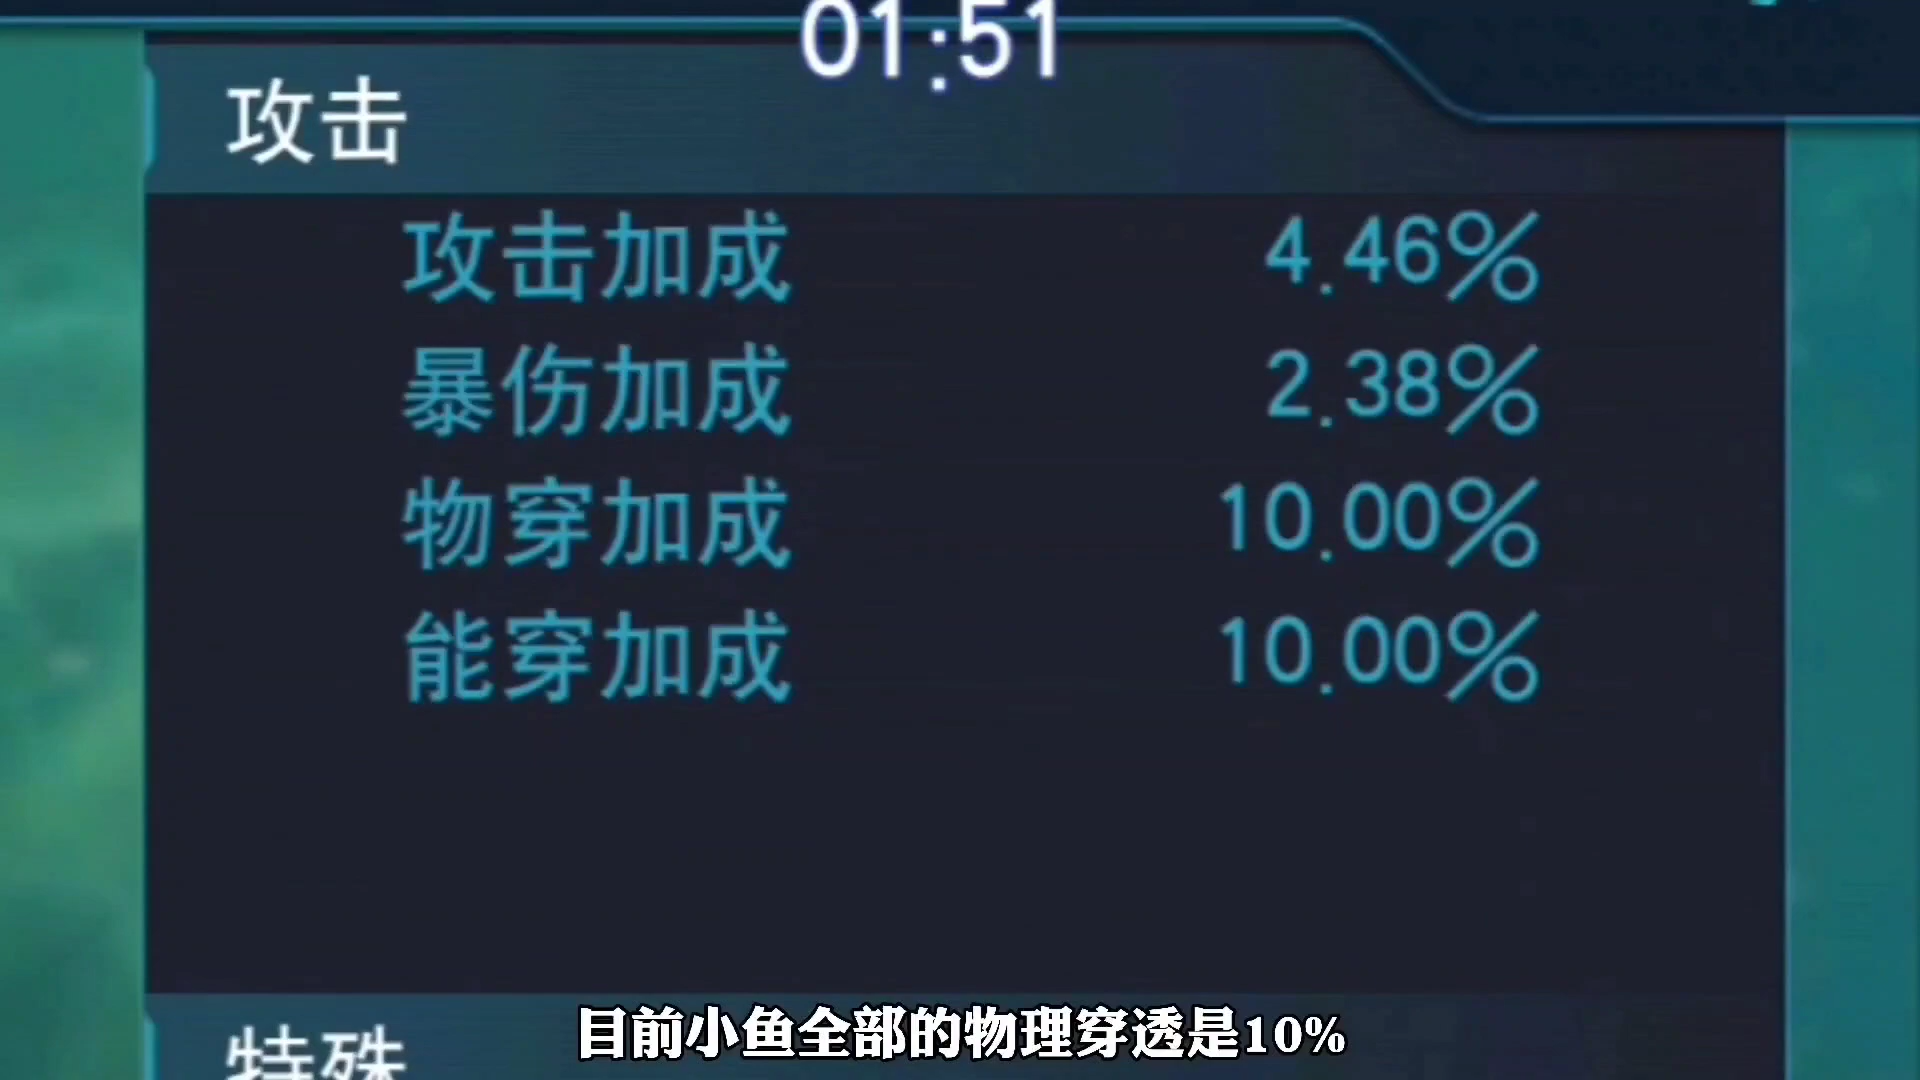 01:51
攻击
攻击加成 4.46%
暴伤加成 2.38%
物穿加成 10.00%
能穿加成 10.00%
特殊
目前小鱼全部的物理穿透是10%